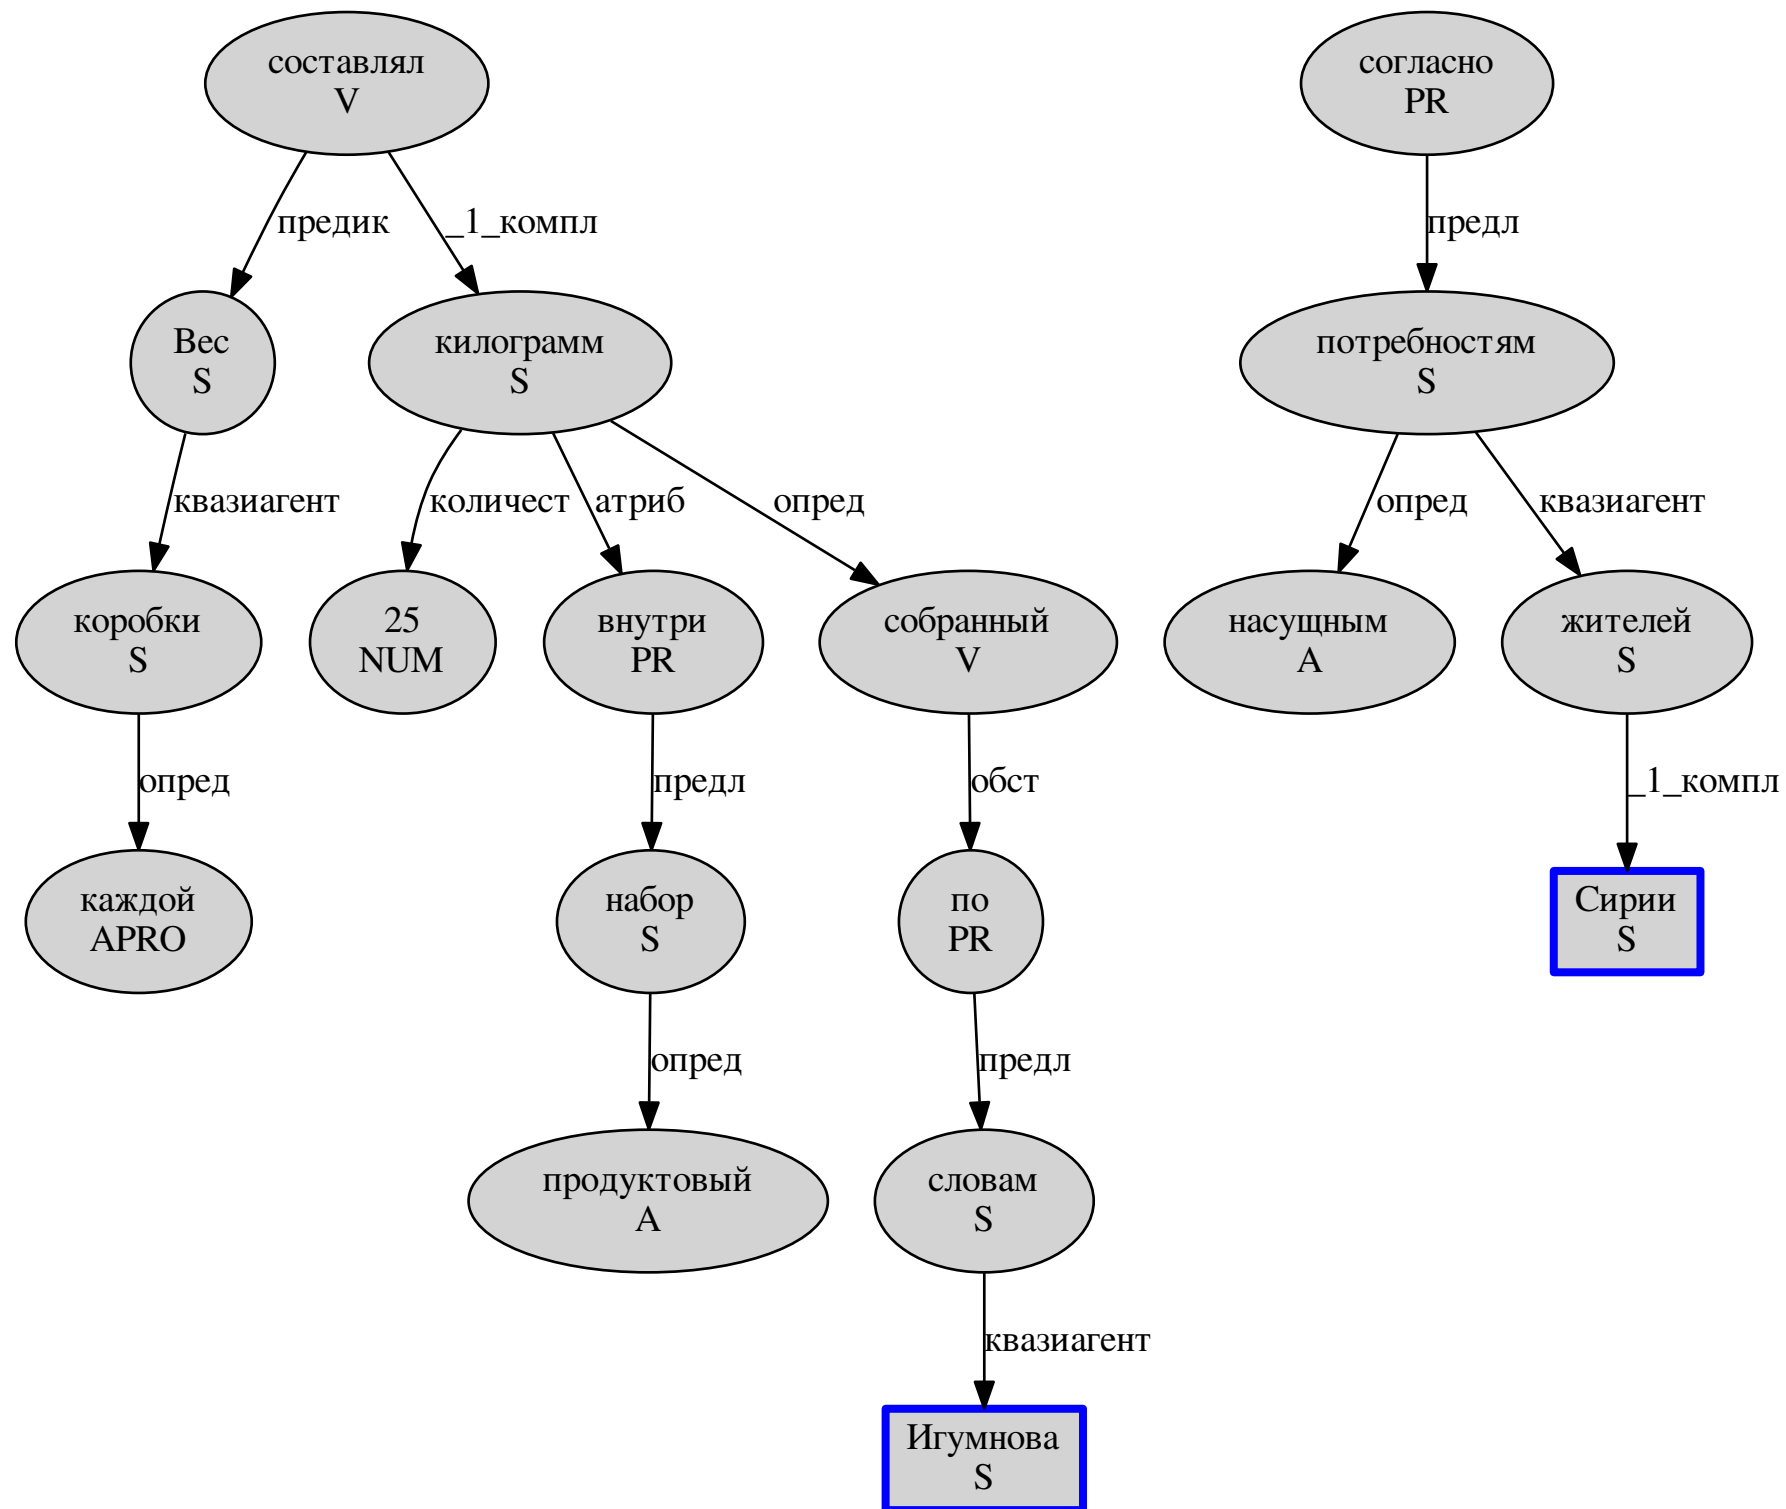 составлял
V
согласно
PR
предик
_1_компл
предл
Вес
S
килограмм
S
потребностям
S
квазиагент
количест
атриб
опред
опред
квазиагент
коробки
S
25
NUM
внутри
PR
собранный
V
насущным
A
жителей
S
опред
предл
обст
_1_компл
каждой
APRO
набор
S
по
PR
Сирии
S
опред
предл
продуктовый
A
словам
S
квазиагент
Игумнова
S